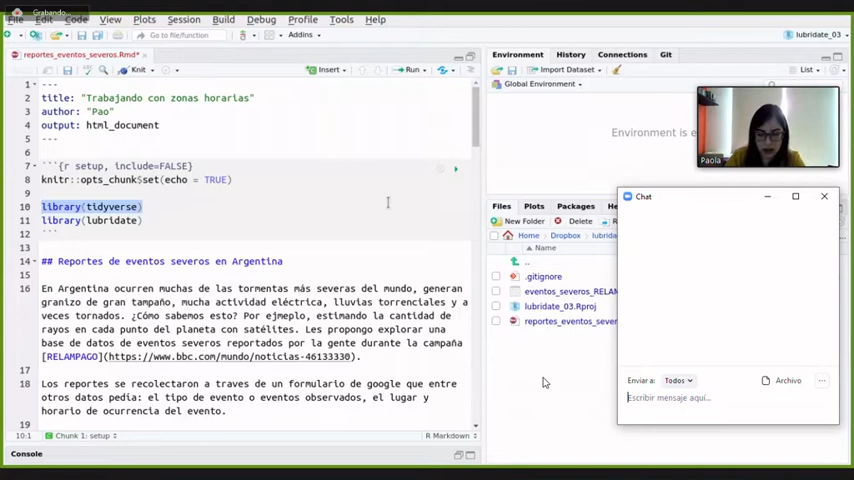 Grabando...
File Edit Code View Plots Session Build Debug Profile Tools Help
Go to file/function
Addins
lubridate_03
reportes_eventos_severos.Rmd*
Knit
Insert
Run
1 ---
2 title: "Trabajando con zonas horarias"
3 author: "Pao"
4 output: html_document
5 ---
6
7 ```{r setup, include=FALSE}
8 knitr::opts_chunk$set(echo = TRUE)
9
10 library(tidyverse)
11 library(lubridate)
12 ```
13
14 ## Reportes de eventos severos en Argentina
15
16 En Argentina ocurren muchas de las tormentas más severas del mundo, generan
granizo de gran tampaño, mucha actividad eléctrica, lluvias torrenciales y a
veces tornados. ¿Cómo sabemos esto? Por ejmeplo, estimando la cantidad de
rayos en cada punto del planeta con satélites. Les propongo explorar una
base de datos de eventos severos reportados por la gente durante la campaña
[RELAMPAGO](https://www.bbc.com/mundo/noticias-46133330).
17
18 Los reportes se recolectaron a traves de un formulario de google que entre
otros datos pedía: el tipo de evento o eventos observados, el lugar y
horario de ocurrencia del evento.
19
10:1 Chunk 1: setup R Markdown
Console
Environment History Connections Git
Import Dataset List
Global Environment
Environment is e
Paola
Files Plots Packages He
New Folder Delete R
Home Dropbox lubrida
Name
..
.gitignore
eventos_severos_RELAM
lubridate_03.Rproj
reportes_eventos_sever
Chat
Enviar a: Todos Archivo ...
Escribir mensaje aquí...